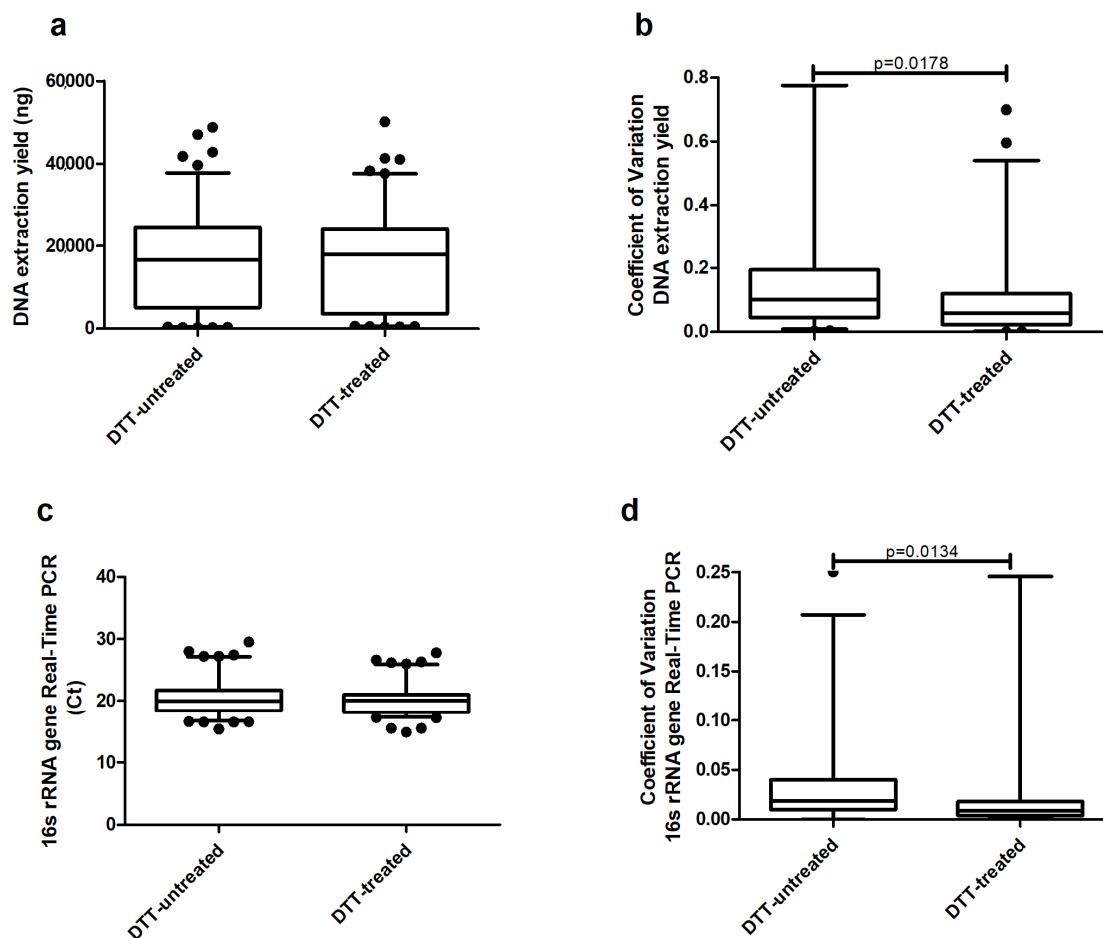 a
DNA extraction yield (ng)
60,000
40000
20000
0
DTT-untreated
DTT-treated
b
p=0.0178
Coefficient of Variation
DNA extraction yield
0.8
0.6
0.4
0.2
0.0
DTT-untreated
DTT-treated
c
16s rRNA gene Real-Time PCR
(Ct)
40
30
20
10
0
DTT-untreated
DTT-treated
d
p=0.0134
Coefficient of Variation
16s rRNA gene Real-Time PCR
0.25
0.20
0.15
0.10
0.05
0.00
DTT-untreated
DTT-treated